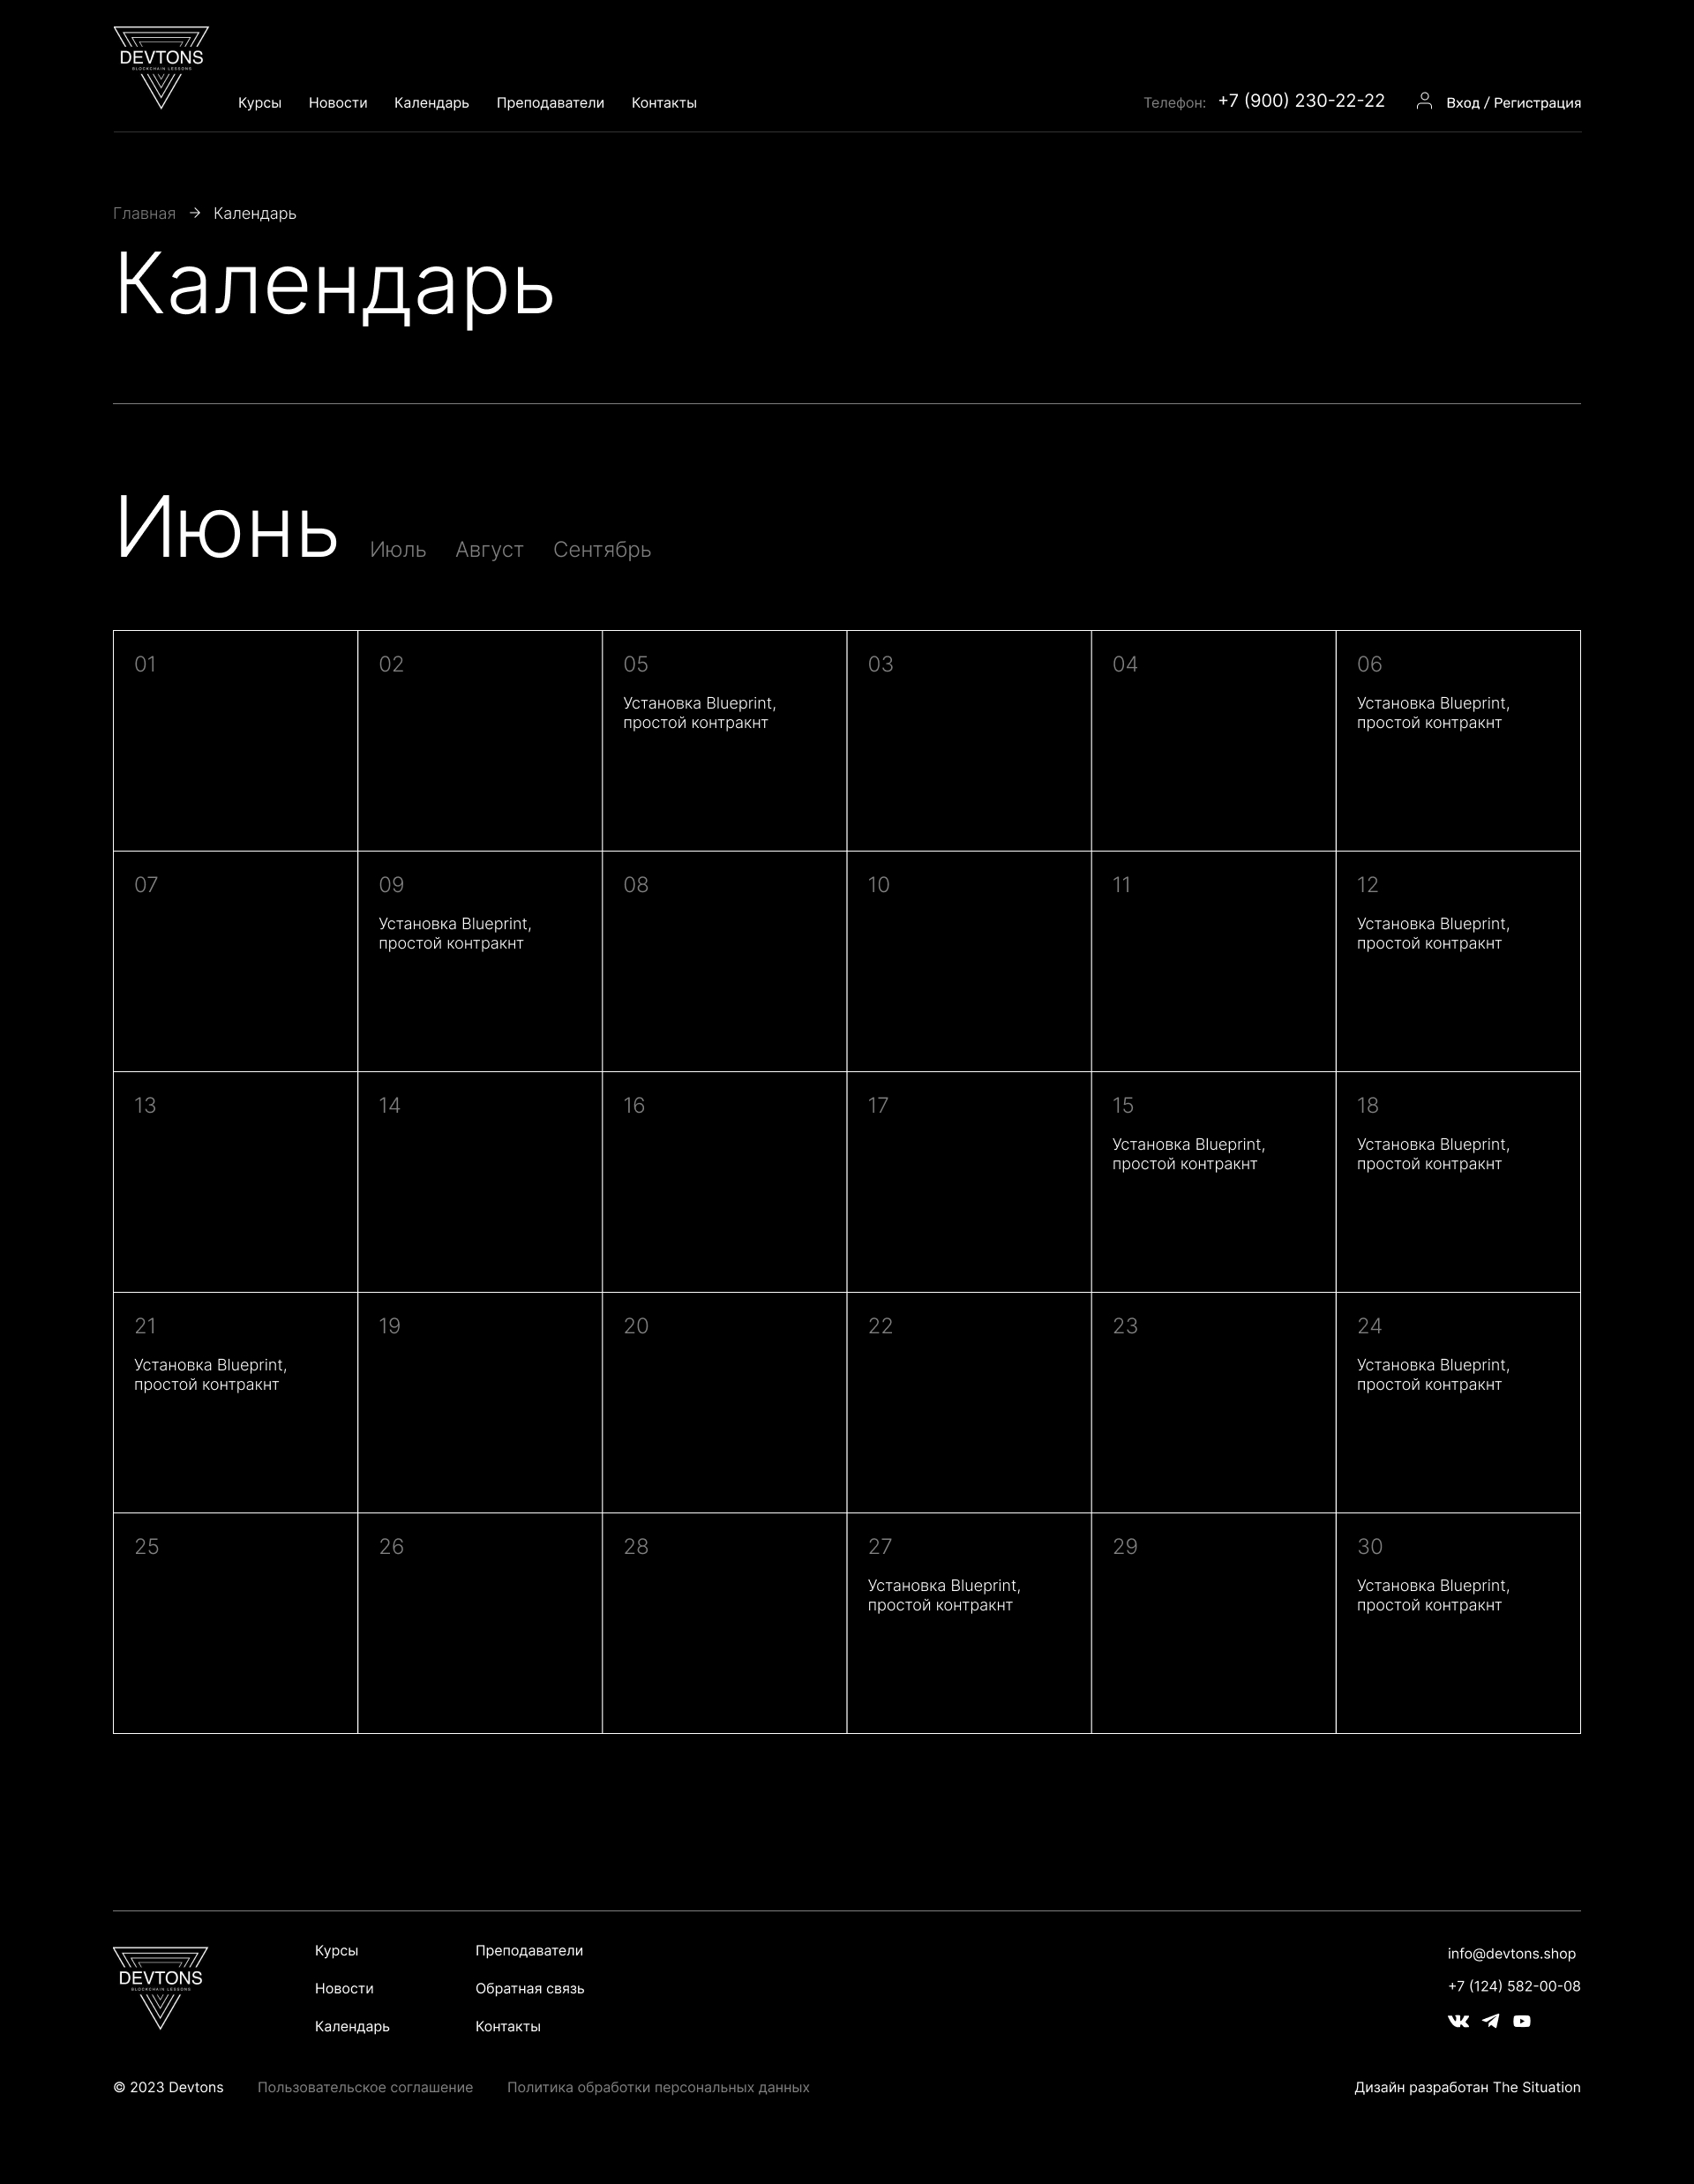 DEVTONS
BLOCKCHAIN LESSONS
Курсы Новости Календарь Преподаватели Контакты
Телефон: +7 (900) 230-22-22 Вход / Регистрация
Главная → Календарь
Календарь
Июнь Июль Август Сентябрь
01
02
05
Установка Blueprint,
простой контракнт
03
04
06
Установка Blueprint,
простой контракнт
07
09
Установка Blueprint,
простой контракнт
08
10
11
12
Установка Blueprint,
простой контракнт
13
14
16
17
15
Установка Blueprint,
простой контракнт
18
Установка Blueprint,
простой контракнт
21
Установка Blueprint,
простой контракнт
19
20
22
23
24
Установка Blueprint,
простой контракнт
25
26
28
27
Установка Blueprint,
простой контракнт
29
30
Установка Blueprint,
простой контракнт
DEVTONS
BLOCKCHAIN LESSONS
Курсы
Новости
Календарь
Преподаватели
Обратная связь
Контакты
info@devtons.shop
+7 (124) 582-00-08
© 2023 Devtons Пользовательское соглашение Политика обработки персональных данных
Дизайн разработан The Situation